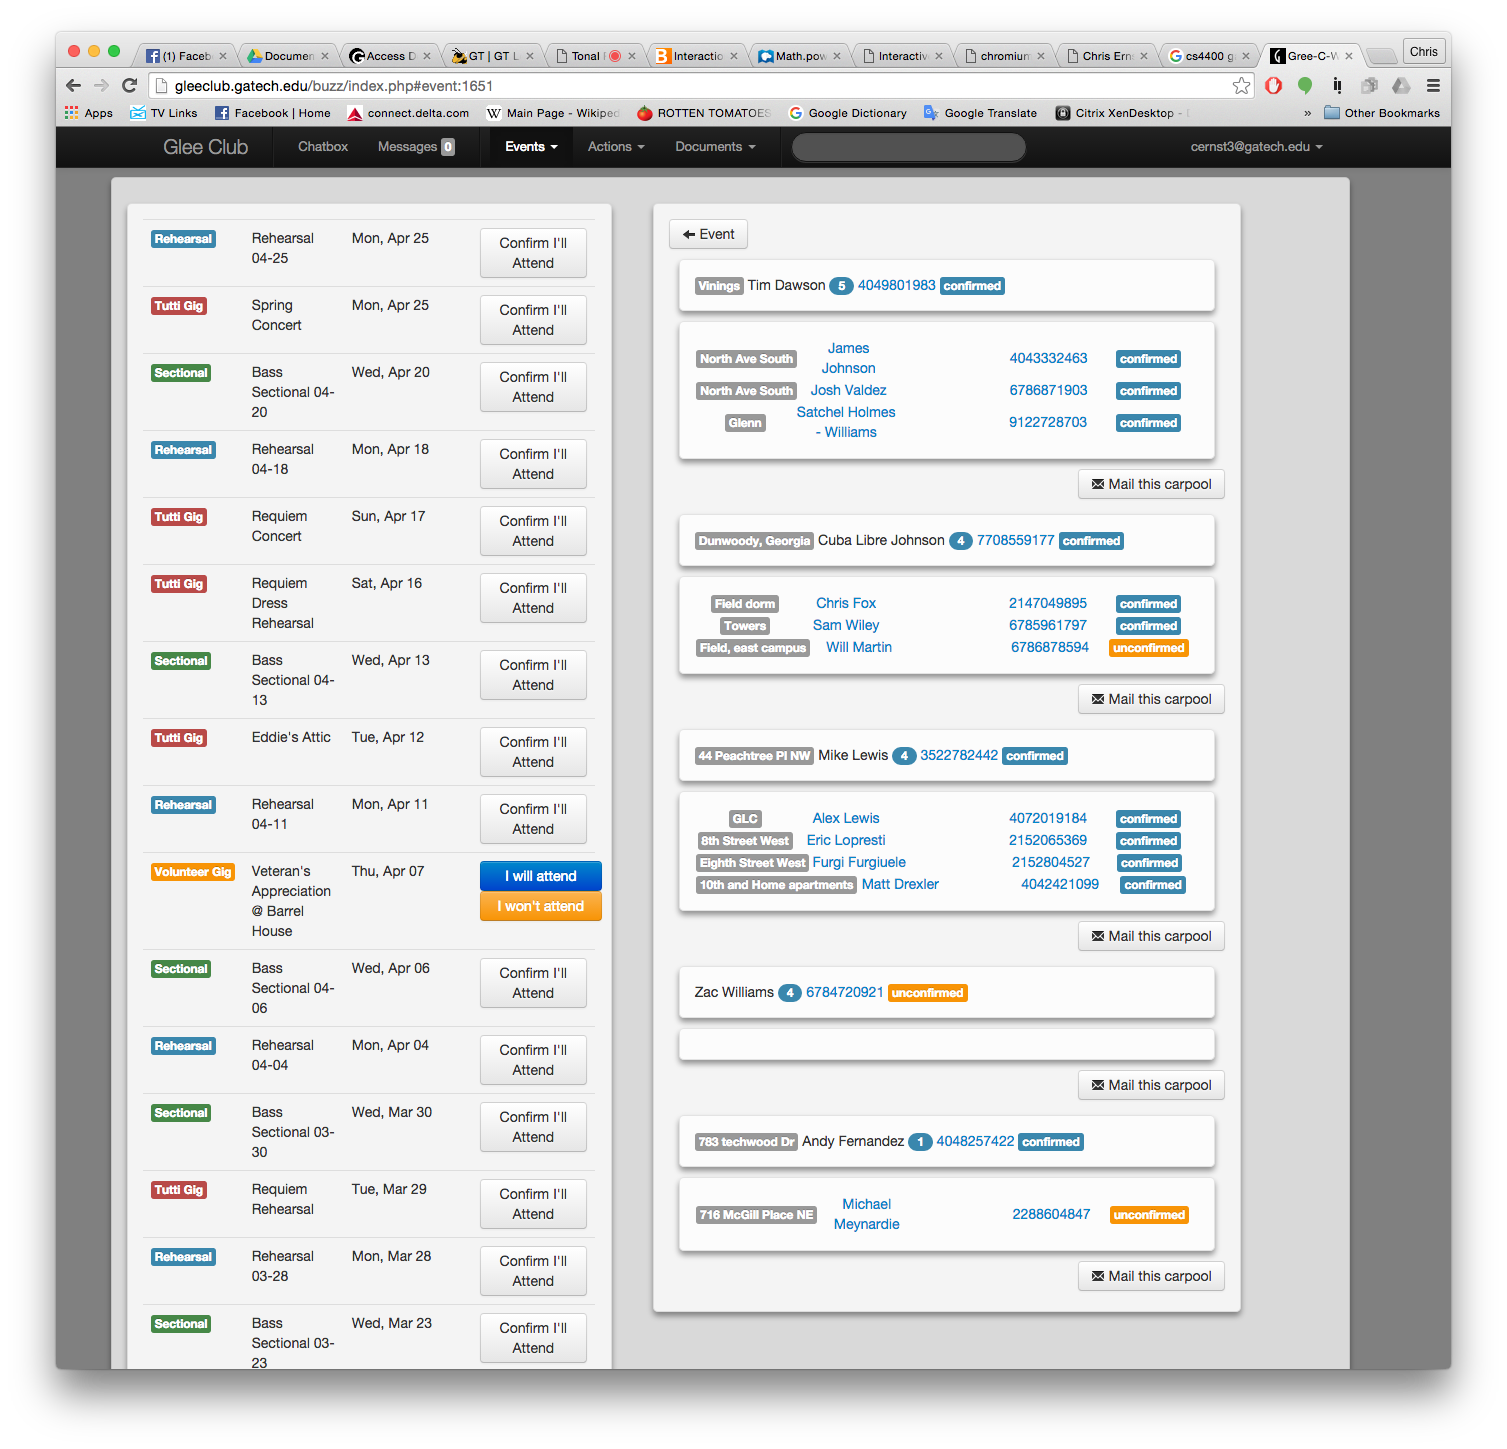 (1) Faceb
Documen
Access D
GT | GT L
Tonal
Interactio
Math.pow
Interactiv
chromium
Chris Erns
cs4400 g
Gree-C-W
Chris
gleeclub.gatech.edu/buzz/index.php#event:1651
Apps
TV Links
Facebook | Home
connect.delta.com
Main Page - Wikiped
ROTTEN TOMATOES
Google Dictionary
Google Translate
Citrix XenDesktop -
»
Other Bookmarks
Glee Club
Chatbox
Messages 0
Events
Actions
Documents
cernst3@gatech.edu
Rehearsal
Rehearsal
04-25
Mon, Apr 25
Confirm I'll
Attend
Tutti Gig
Spring
Concert
Mon, Apr 25
Confirm I'll
Attend
Sectional
Bass
Sectional 04-
20
Wed, Apr 20
Confirm I'll
Attend
Rehearsal
Rehearsal
04-18
Mon, Apr 18
Confirm I'll
Attend
Tutti Gig
Requiem
Concert
Sun, Apr 17
Confirm I'll
Attend
Tutti Gig
Requiem
Dress
Rehearsal
Sat, Apr 16
Confirm I'll
Attend
Sectional
Bass
Sectional 04-
13
Wed, Apr 13
Confirm I'll
Attend
Tutti Gig
Eddie's Attic
Tue, Apr 12
Confirm I'll
Attend
Rehearsal
Rehearsal
04-11
Mon, Apr 11
Confirm I'll
Attend
Volunteer Gig
Veteran's
Appreciation
@ Barrel
House
Thu, Apr 07
I will attend
I won't attend
Sectional
Bass
Sectional 04-
06
Wed, Apr 06
Confirm I'll
Attend
Rehearsal
Rehearsal
04-04
Mon, Apr 04
Confirm I'll
Attend
Sectional
Bass
Sectional 03-
30
Wed, Mar 30
Confirm I'll
Attend
Tutti Gig
Requiem
Rehearsal
Tue, Mar 29
Confirm I'll
Attend
Rehearsal
Rehearsal
03-28
Mon, Mar 28
Confirm I'll
Attend
Sectional
Bass
Sectional 03-
23
Wed, Mar 23
Confirm I'll
Attend
Event
Vinings Tim Dawson 5 4049801983 confirmed
North Ave South
James
Johnson
4043332463 confirmed
North Ave South Josh Valdez 6786871903 confirmed
Glenn
Satchel Holmes
- Williams
9122728703 confirmed
Mail this carpool
Dunwoody, Georgia Cuba Libre Johnson 4 7708559177 confirmed
Field dorm Chris Fox 2147049895 confirmed
Towers Sam Wiley 6785961797 confirmed
Field, east campus Will Martin 6786878594 unconfirmed
Mail this carpool
44 Peachtree Pl NW Mike Lewis 4 3522782442 confirmed
GLC Alex Lewis 4072019184 confirmed
8th Street West Eric Lopresti 2152065369 confirmed
Eighth Street West Furgi Furgiuele 2152804527 confirmed
10th and Home apartments Matt Drexler 4042421099 confirmed
Mail this carpool
Zac Williams 4 6784720921 unconfirmed
Mail this carpool
783 techwood Dr Andy Fernandez 1 4048257422 confirmed
716 McGill Place NE
Michael
Meynardie
2288604847 unconfirmed
Mail this carpool